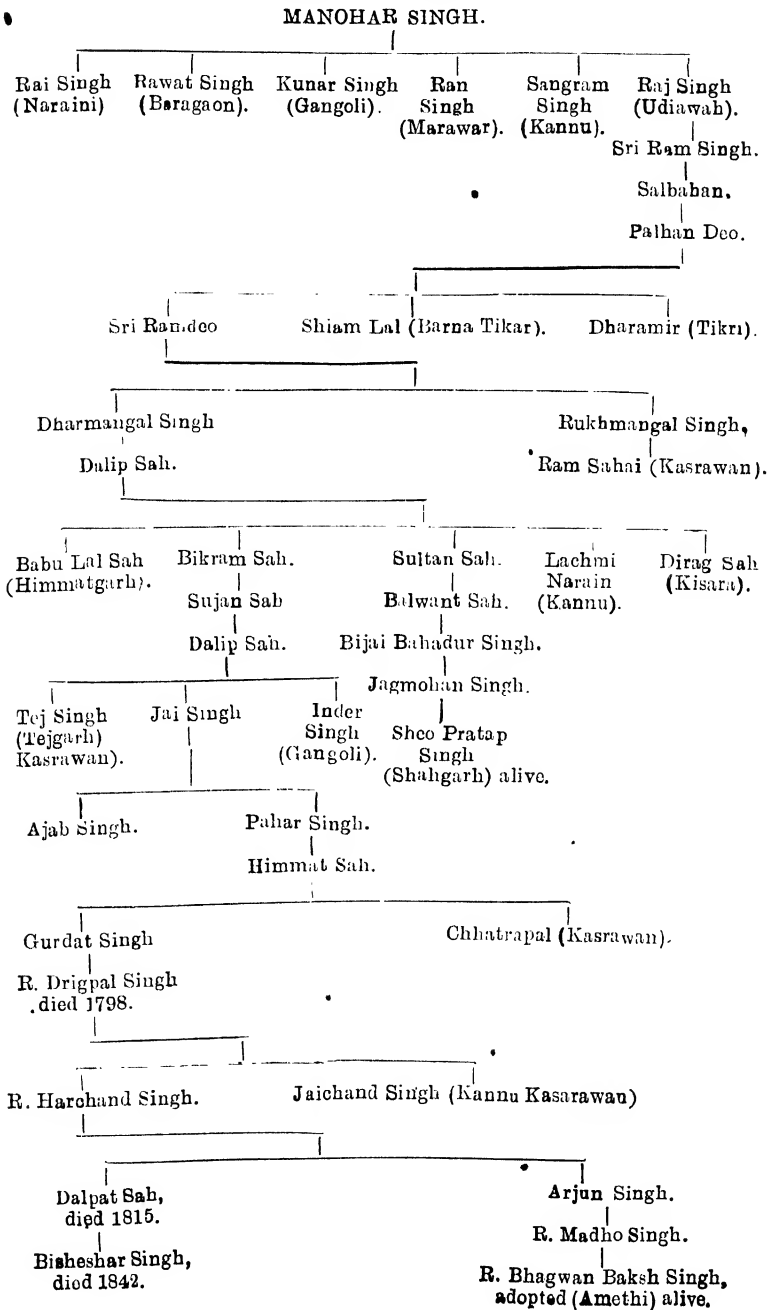 MANOHAR SINGH.
Rai Singh Rawat Singh Kunar Singh Ran Sangram Raj Singh
(Naraini) (Baragaon). (Gangoli). Singh Singh (Udiawah).
(Marawar). (Kannu).
Sri Ram Singh.
Salbahan.
Palhan Deo.
Sri Ramdeo Shiam Lal (Barna Tikar). Dharamir (Tikri).
Dharmangal Singh Rukhmangal Singh,
Dalip Sah. Ram Sahai (Kasrawan).
Babu Lal Sah Bikram Sah. Sultan Sah. Lachmi Dirag Sah
(Himmatgarh). Narain (Kisara).
Sujan Sah Balwant Sah. (Kannu).
Dalip Sah. Bijai Bahadur Singh.
Jagmohan Singh.
Tej Singh Jai Singh Inder
(Tejgarh) Singh Sheo Pratap
Kasrawan). (Gangoli). Singh
(Shahgarh) alive.
Ajab Singh. Pahar Singh.
Himmat Sah.
Gurdat Singh Chhatrapal (Kasrawan).
R. Drigpal Singh
died 1798.
R. Harchand Singh. Jaichand Singh (Kannu Kasarawan)
Dalpat Sah, Arjun Singh.
died 1815.
R. Madho Singh.
Bisheshar Singh,
died 1842. R. Bhagwan Baksh Singh,
adopted (Amethi) alive.